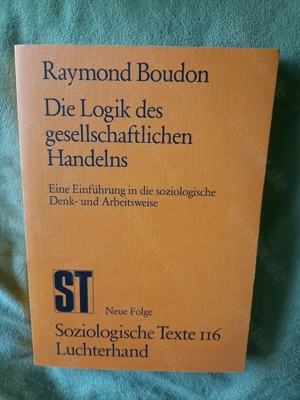 Raymond Boudon
Die Logik des
gesellschaftlichen
Handelns
Eine Einführung in die soziologische
Denk- und Arbeitsweise
ST
Neue Folge
Soziologische Texte 116
Luchterhand